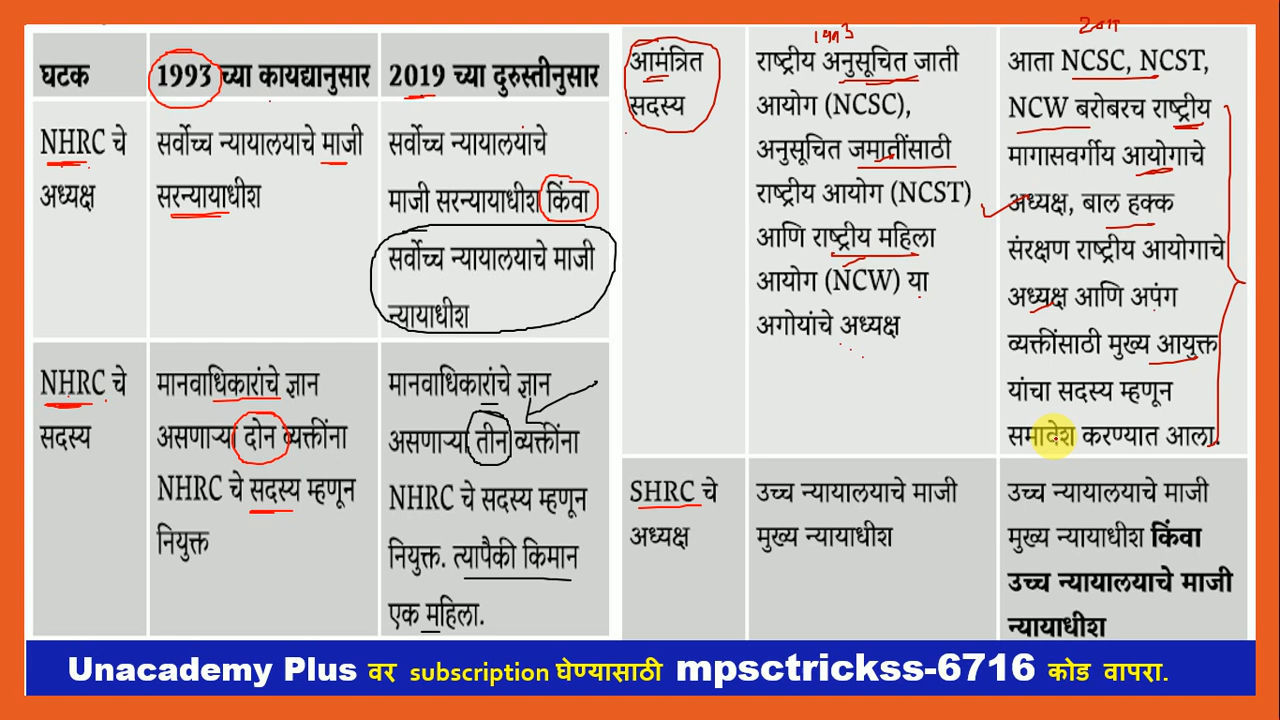 घटक
1993 च्या कायद्यानुसार
2019 च्या दुरुस्तीनुसार
NHRC चे
अध्यक्ष
सर्वोच्च न्यायालयाचे माजी
सरन्यायाधीश
सर्वोच्च न्यायालयाचे
माजी सरन्यायाधीश किंवा
सर्वोच्च न्यायालयाचे माजी
न्यायाधीश
NHRC चे
सदस्य
मानवाधिकारांचे ज्ञान
असणाऱ्या दोन व्यक्तींना
NHRC चे सदस्य म्हणून
नियुक्त
मानवाधिकारांचे ज्ञान
असणाऱ्या तीन व्यक्तींना
NHRC चे सदस्य म्हणून
नियुक्त. त्यापैकी किमान
एक महिला.
आमंत्रित
सदस्य
1993
राष्ट्रीय अनुसूचित जाती
आयोग (NCSC),
अनुसूचित जमातींसाठी
राष्ट्रीय आयोग (NCST)
आणि राष्ट्रीय महिला
आयोग (NCW) या
अगोयांचे अध्यक्ष
आता NCSC, NCST,
NCW बरोबरच राष्ट्रीय
मागासवर्गीय आयोगाचे
अध्यक्ष, बाल हक्क
संरक्षण राष्ट्रीय आयोगाचे
अध्यक्ष आणि अपंग
व्यक्तींसाठी मुख्य आयुक्त
यांचा सदस्य म्हणून
समावेश करण्यात आला.
SHRC चे
अध्यक्ष
उच्च न्यायालयाचे माजी
मुख्य न्यायाधीश
उच्च न्यायालयाचे माजी
मुख्य न्यायाधीश किंवा
उच्च न्यायालयाचे माजी
न्यायाधीश
Unacademy Plus वर subscription घेण्यासाठी mpsctrickss-6716 कोड वापरा.